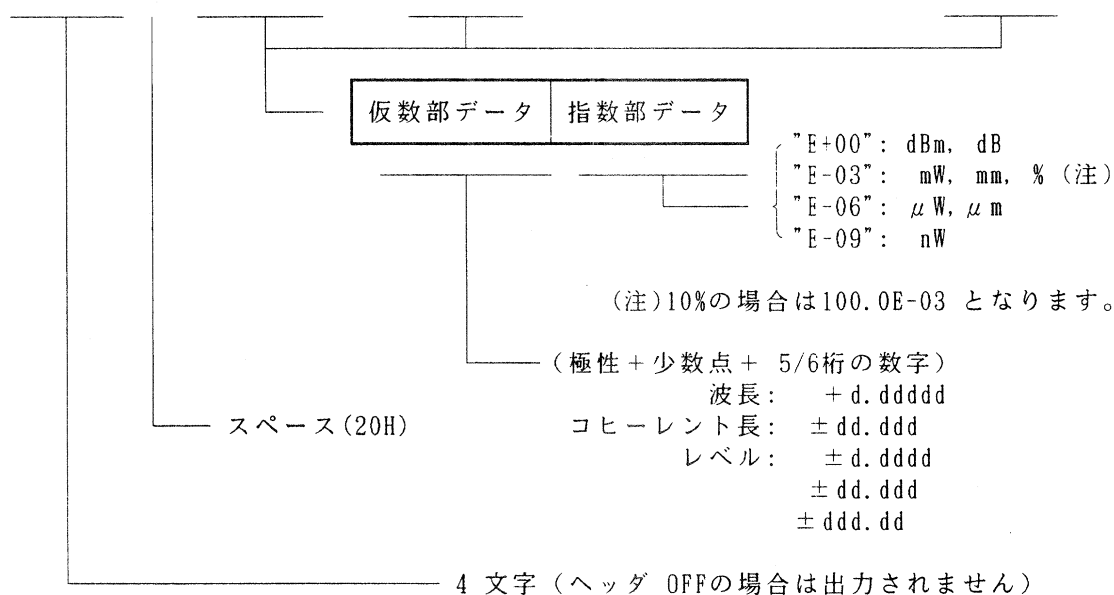 仮数部データ 指数部データ
"E+00": dBm, dB
"E-03": mW, mm, % (注)
"E-06": μW, μm
"E-09": nW
(注)10%の場合は100.0E-03 となります。
(極性+少数点+ 5/6桁の数字)
波長: +d.ddddd
スペース(20H)
コヒーレント長: ±dd.ddd
レベル: ±d.dddd
±dd.ddd
±ddd.dd
4 文字(ヘッダ OFFの場合は出力されません)